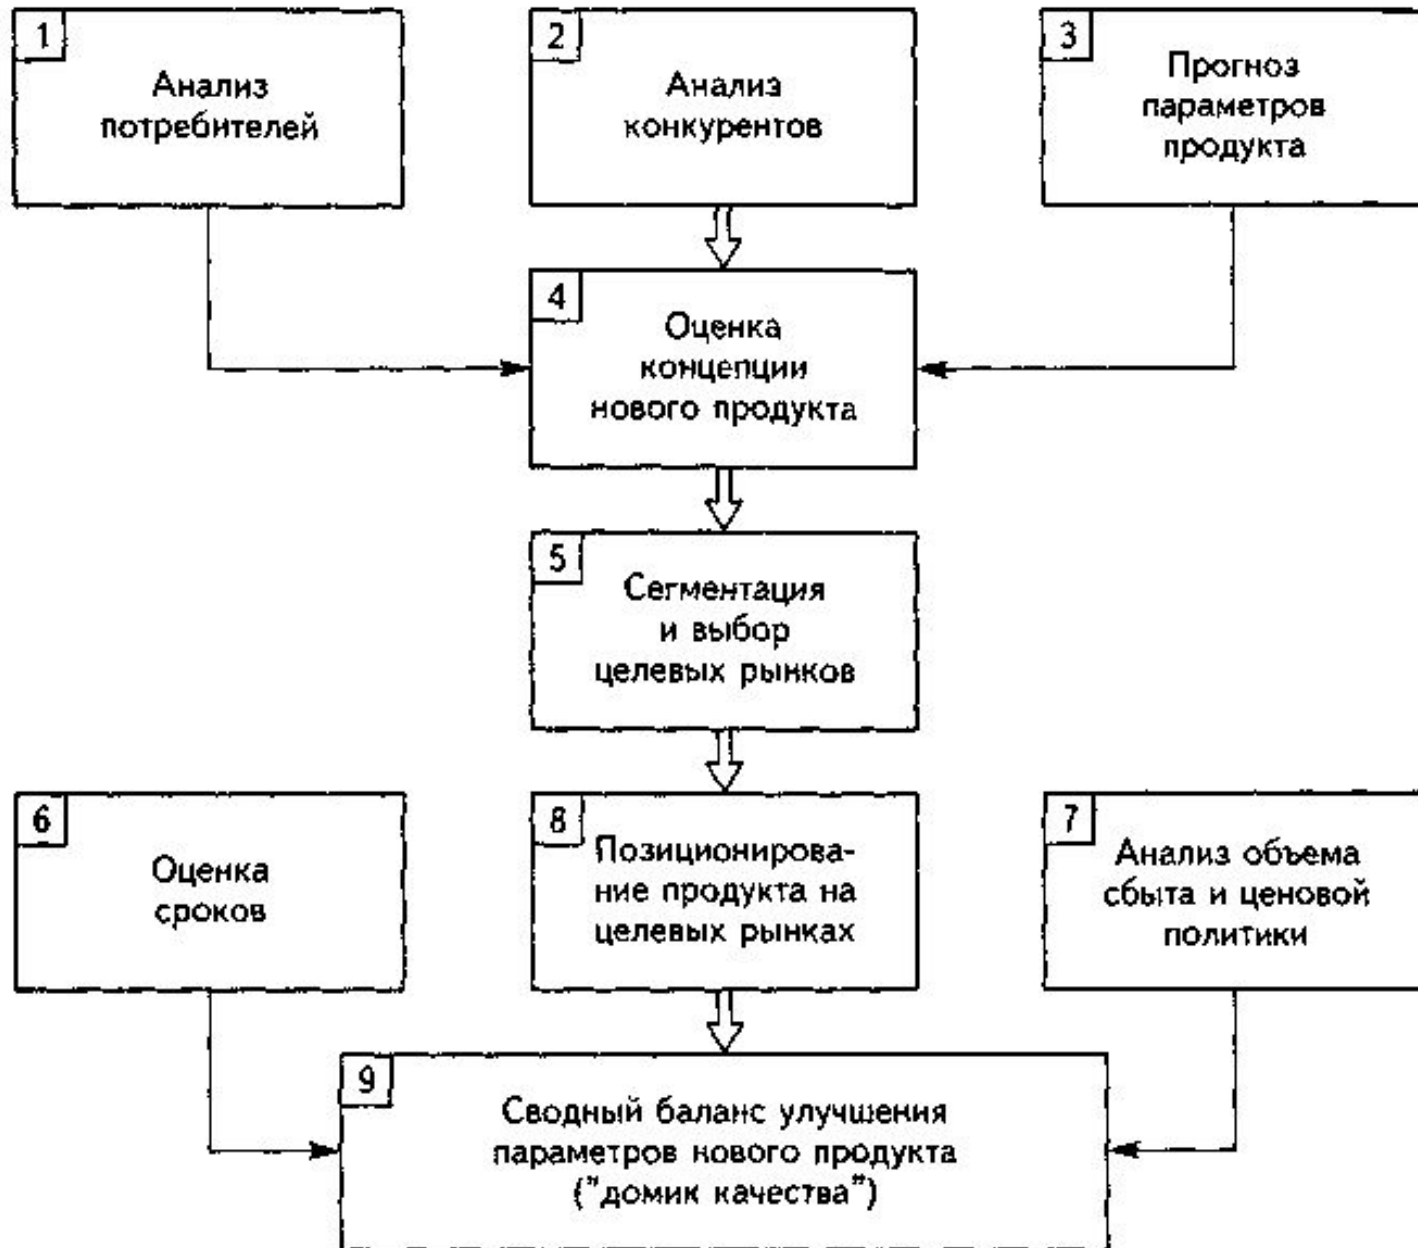 1
Анализ
потребителей
2
Анализ
конкурентов
3
Прогноз
параметров
продукта
4
Оценка
концепции
нового продукта
5
Сегментация
и выбор
целевых рынков
6
Оценка
сроков
8
Позиционирова-
ние продукта на
целевых рынках
7
Анализ объема
сбыта и ценовой
политики
9
Сводный баланс улучшения
параметров нового продукта
("домик качества")